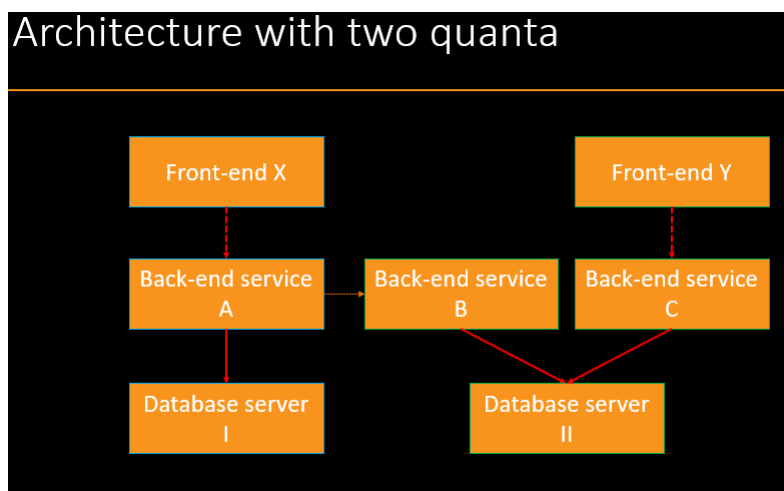 Architecture with two quanta
Front-end X
Front-end Y
Back-end service
A
Back-end service
B
Back-end service
C
Database server
I
Database server
II